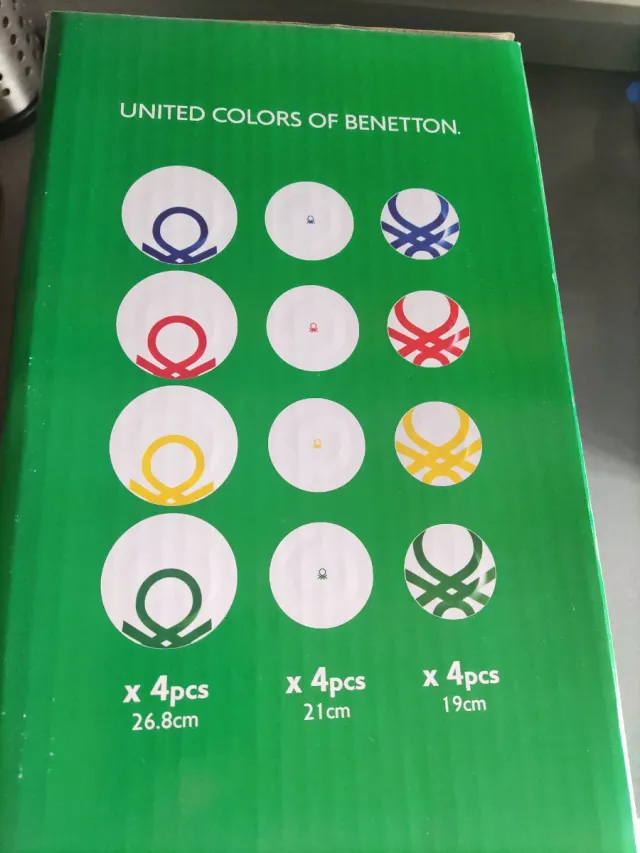 UNITED COLORS OF BENETTON.
x 4pcs
26.8cm
x 4pcs
21cm
x 4pcs
19cm